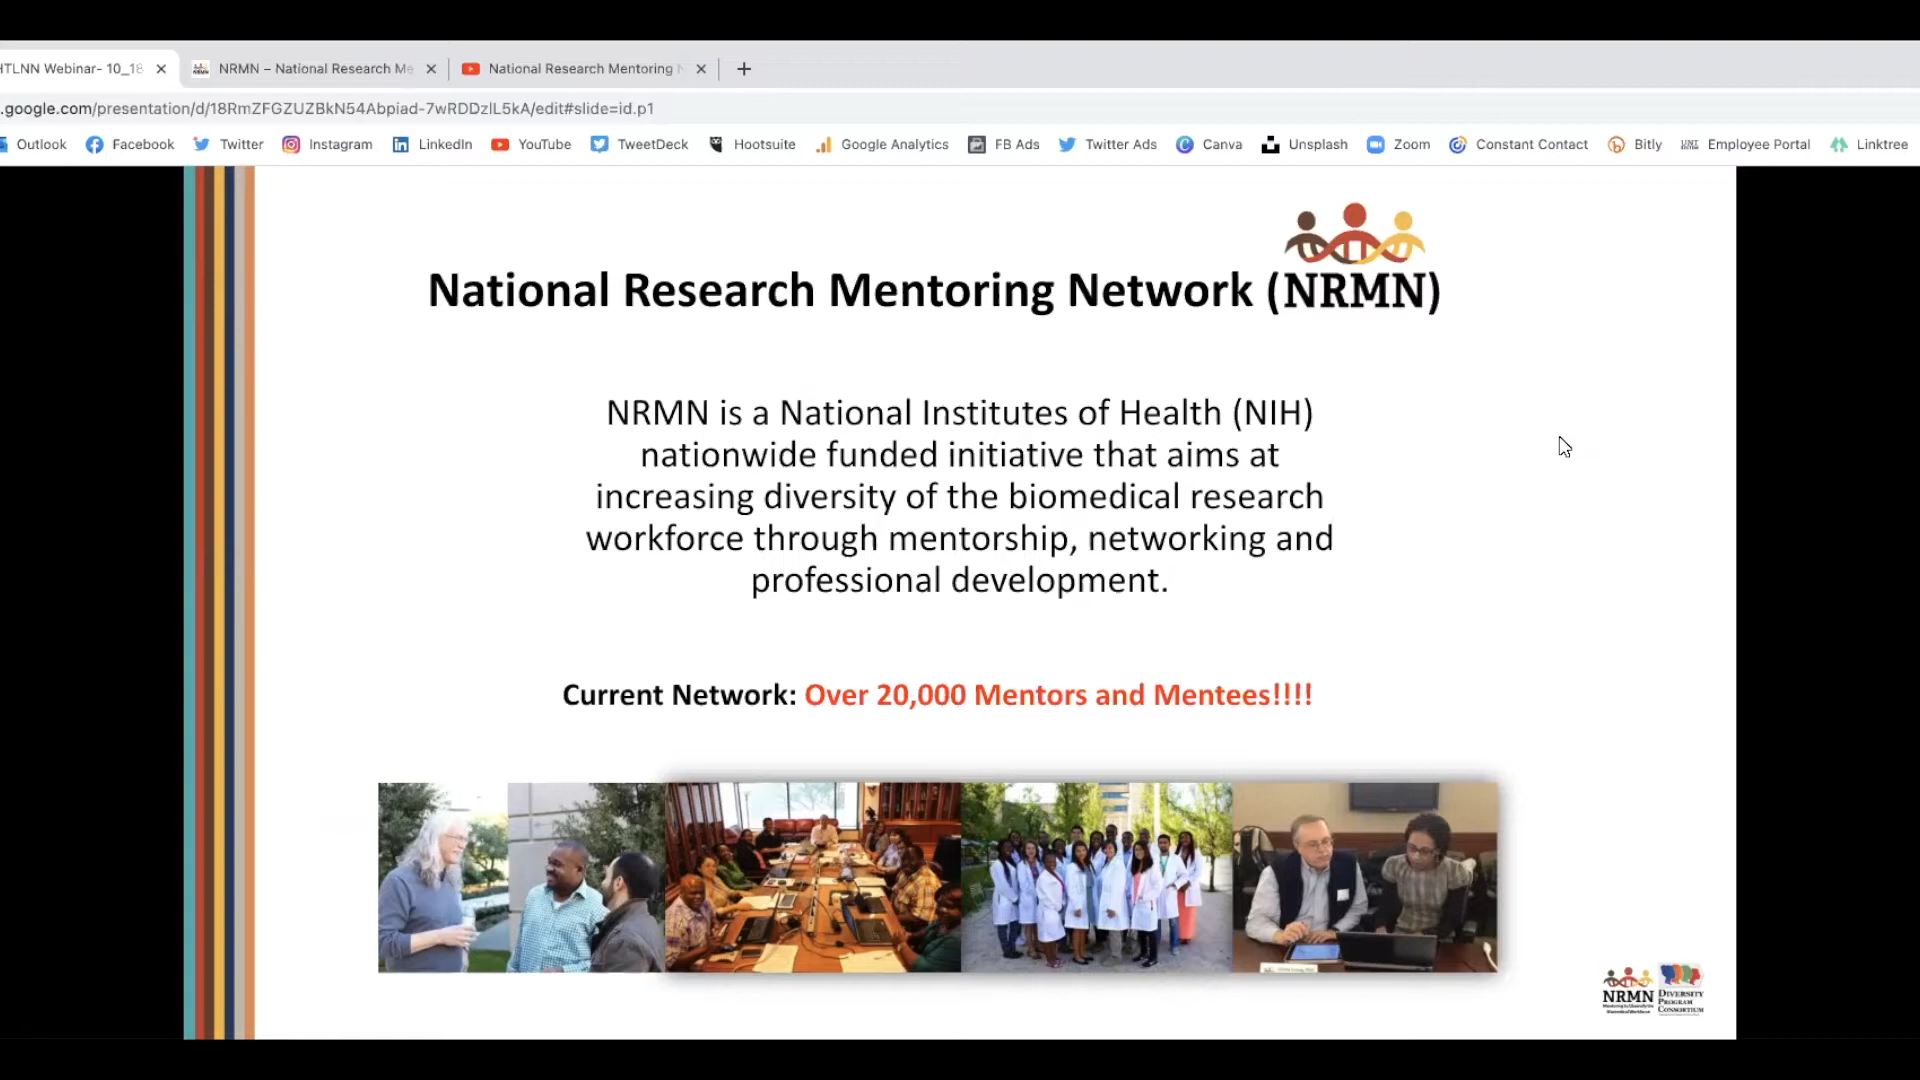 HTLNN Webinar- 10_18
NRMN – National Research Me
National Research Mentoring N
.google.com/presentation/d/18RmZFGZUZBkN54Abpiad-7wRDDzlL5kA/edit#slide=id.p1
Outlook Facebook Twitter Instagram LinkedIn YouTube TweetDeck Hootsuite Google Analytics FB Ads Twitter Ads Canva Unsplash Zoom Constant Contact Bitly Employee Portal Linktree
National Research Mentoring Network (NRMN)
NRMN is a National Institutes of Health (NIH)
nationwide funded initiative that aims at
increasing diversity of the biomedical research
workforce through mentorship, networking and
professional development.
Current Network: Over 20,000 Mentors and Mentees!!!!
NRMN
DIVERSITY
PROGRAM
CONSORTIUM